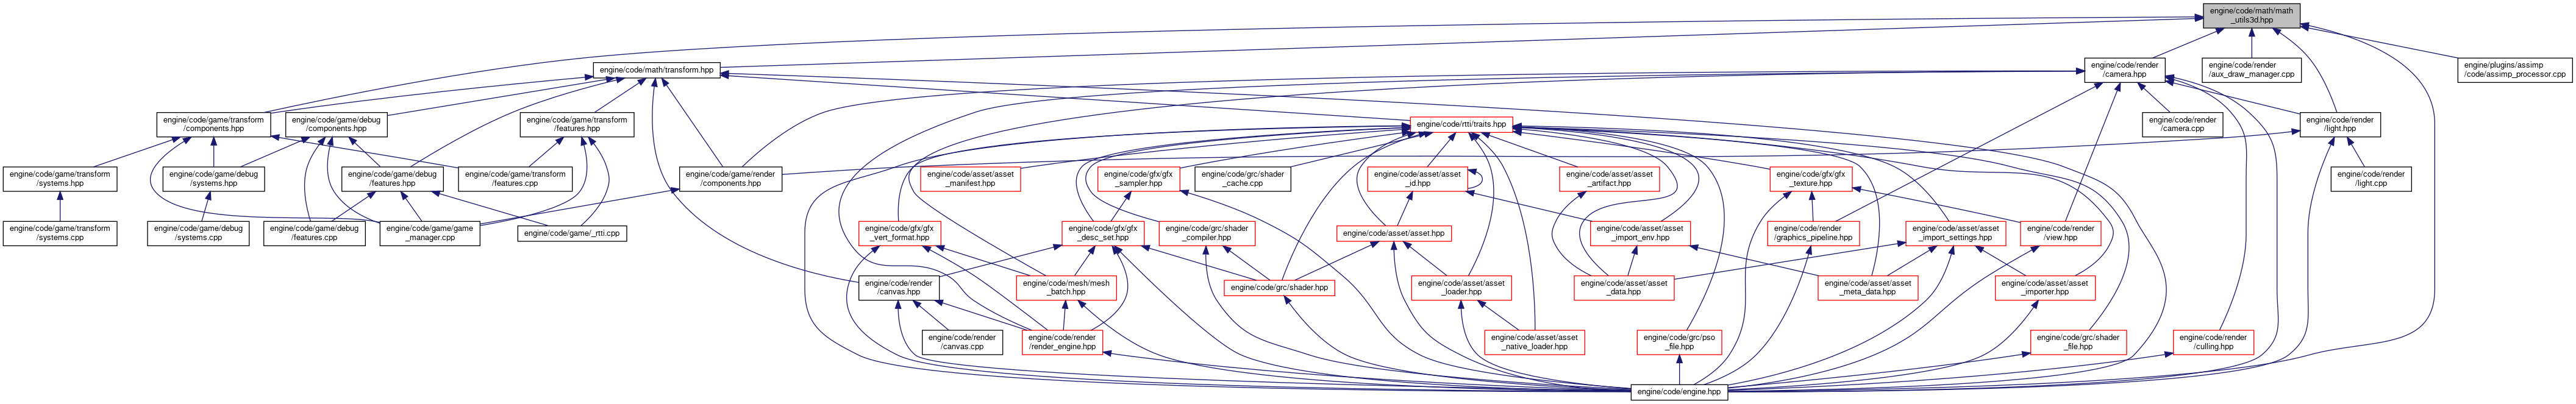 engine/code/math/math
_utils3d.hpp
engine/code/math/transform.hpp
engine/code/render
/camera.hpp
engine/code/render
/aux_draw_manager.cpp
engine/plugins/assimp
/code/assimp_processor.cpp
engine/code/game/transform
/components.hpp
engine/code/game/debug
/components.hpp
engine/code/game/transform
/features.hpp
engine/code/rtti/traits.hpp
engine/code/render
/camera.cpp
engine/code/render
/light.hpp
engine/code/game/transform
/systems.hpp
engine/code/game/debug
/systems.hpp
engine/code/game/debug
/features.hpp
engine/code/game/transform
/features.cpp
engine/code/game/render
/components.hpp
engine/code/asset/asset
_manifest.hpp
engine/code/gfx/gfx
_sampler.hpp
engine/code/grc/shader
_cache.cpp
engine/code/asset/asset
_id.hpp
engine/code/asset/asset
_artifact.hpp
engine/code/gfx/gfx
_texture.hpp
engine/code/render
/light.cpp
engine/code/game/transform
/systems.cpp
engine/code/game/debug
/systems.cpp
engine/code/game/debug
/features.cpp
engine/code/game/game
_manager.cpp
engine/code/game/_rtti.cpp
engine/code/gfx/gfx
_vert_format.hpp
engine/code/gfx/gfx
_desc_set.hpp
engine/code/grc/shader
_compiler.hpp
engine/code/asset/asset.hpp
engine/code/asset/asset
_import_env.hpp
engine/code/render
/graphics_pipeline.hpp
engine/code/asset/asset
_import_settings.hpp
engine/code/render
/view.hpp
engine/code/render
/canvas.hpp
engine/code/mesh/mesh
_batch.hpp
engine/code/grc/shader.hpp
engine/code/asset/asset
_loader.hpp
engine/code/asset/asset
_data.hpp
engine/code/asset/asset
_meta_data.hpp
engine/code/asset/asset
_importer.hpp
engine/code/render
/canvas.cpp
engine/code/render
/render_engine.hpp
engine/code/asset/asset
_native_loader.hpp
engine/code/grc/pso
_file.hpp
engine/code/grc/shader
_file.hpp
engine/code/render
/culling.hpp
engine/code/engine.hpp